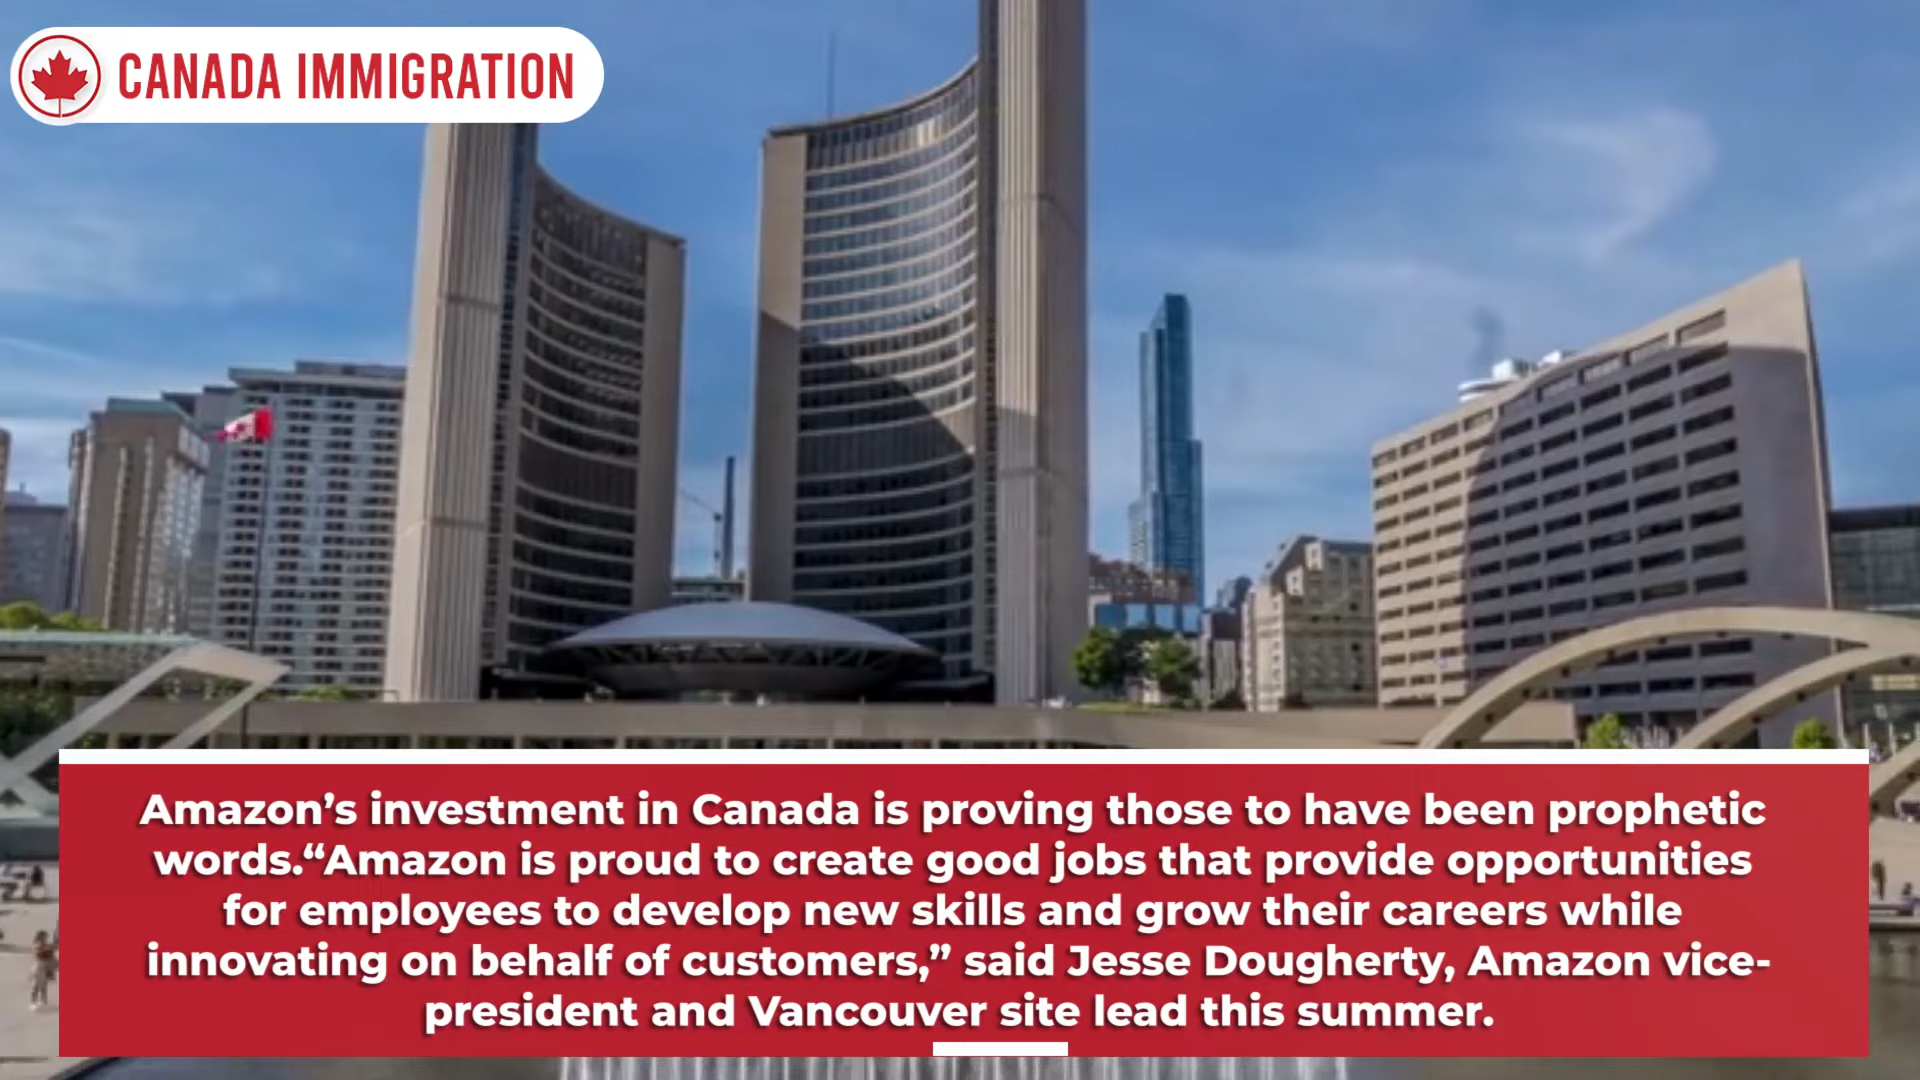 CANADA IMMIGRATION
Amazon’s investment in Canada is proving those to have been prophetic
words.“Amazon is proud to create good jobs that provide opportunities
for employees to develop new skills and grow their careers while
innovating on behalf of customers,” said Jesse Dougherty, Amazon vice-
president and Vancouver site lead this summer.